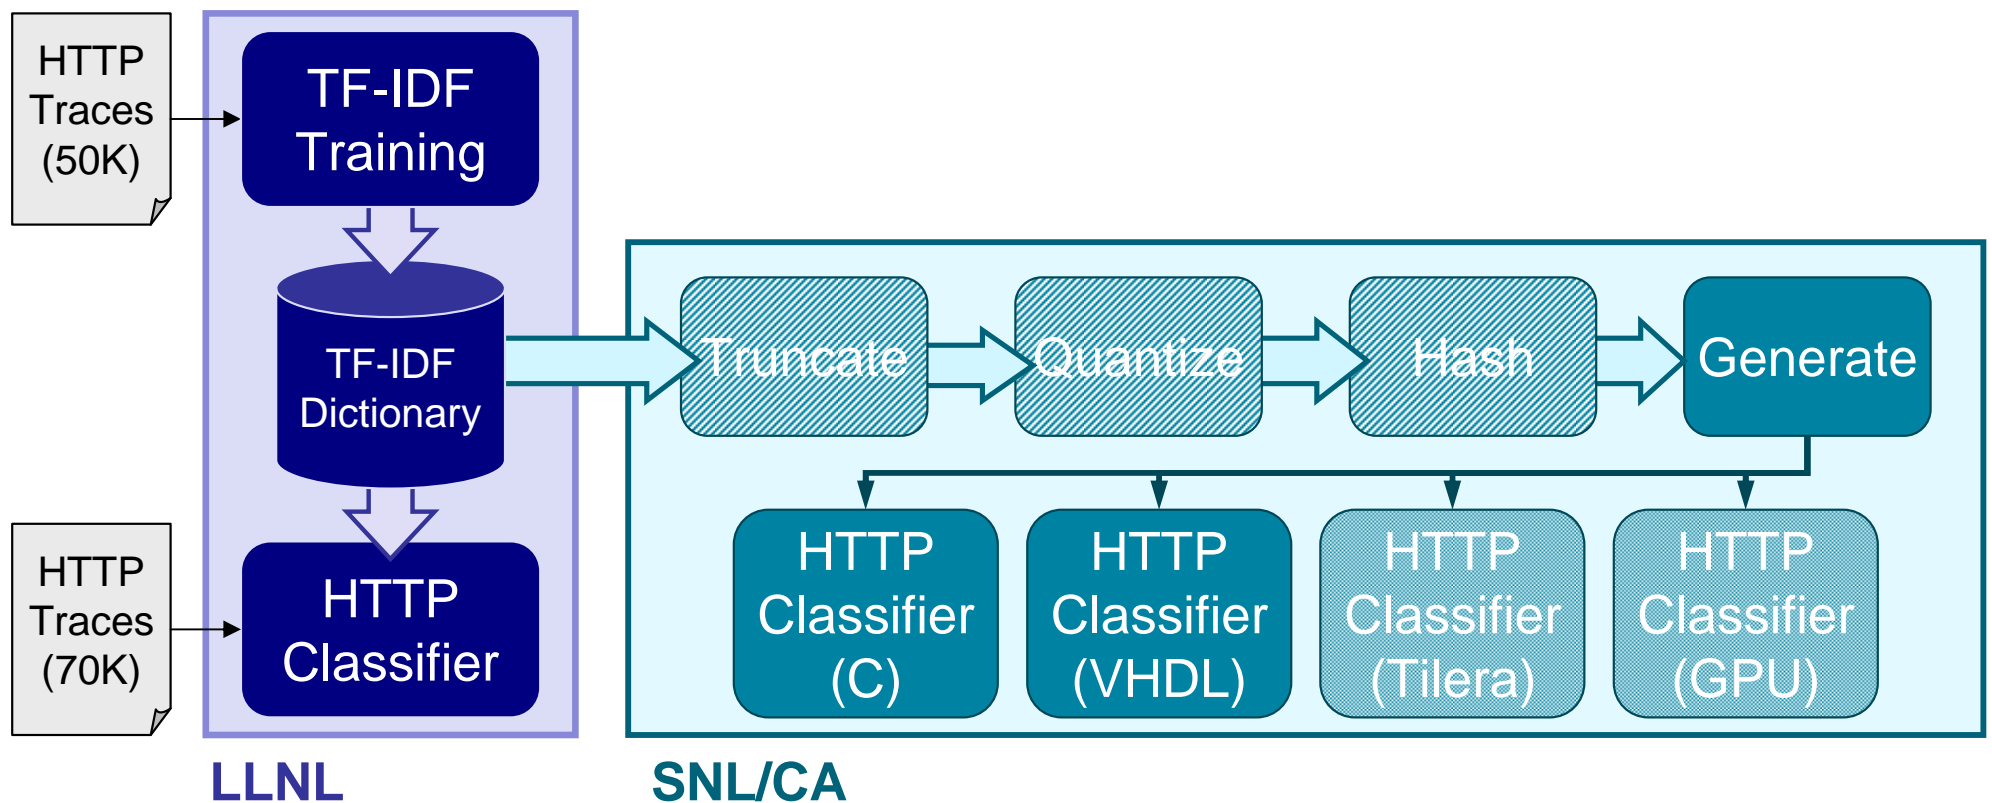 HTTP
Traces
(50K)
TF-IDF
Training
TF-IDF
Dictionary
HTTP
Traces
(70K)
HTTP
Classifier
LLNL
Truncate
Quantize
Hash
Generate
HTTP
Classifier
(C)
HTTP
Classifier
(VHDL)
HTTP
Classifier
(Tilera)
HTTP
Classifier
(GPU)
SNL/CA